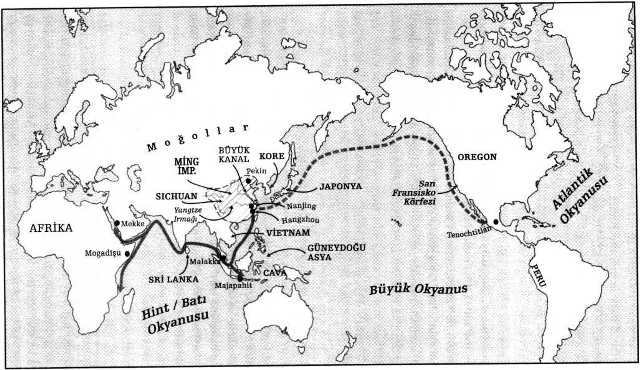 Moğollar
BÜYÜK
KANAL
KORE
MİNG
İMP.
Pekin
OREGON
SICHUAN
JAPONYA
San
Fransisko
Körfezi
Atlantik
Okyanusu
Yangtze
Irmağı
Nanjing
Hangzhou
AFRİKA
Mekke
VİETNAM
Tenochtitlan
Mogadişu
GÜNEYDOĞU
ASYA
Malakka
SRİ LANKA
CAVA
PERU
Majapahit
Büyük Okyanus
Hint / Batı
Okyanusu